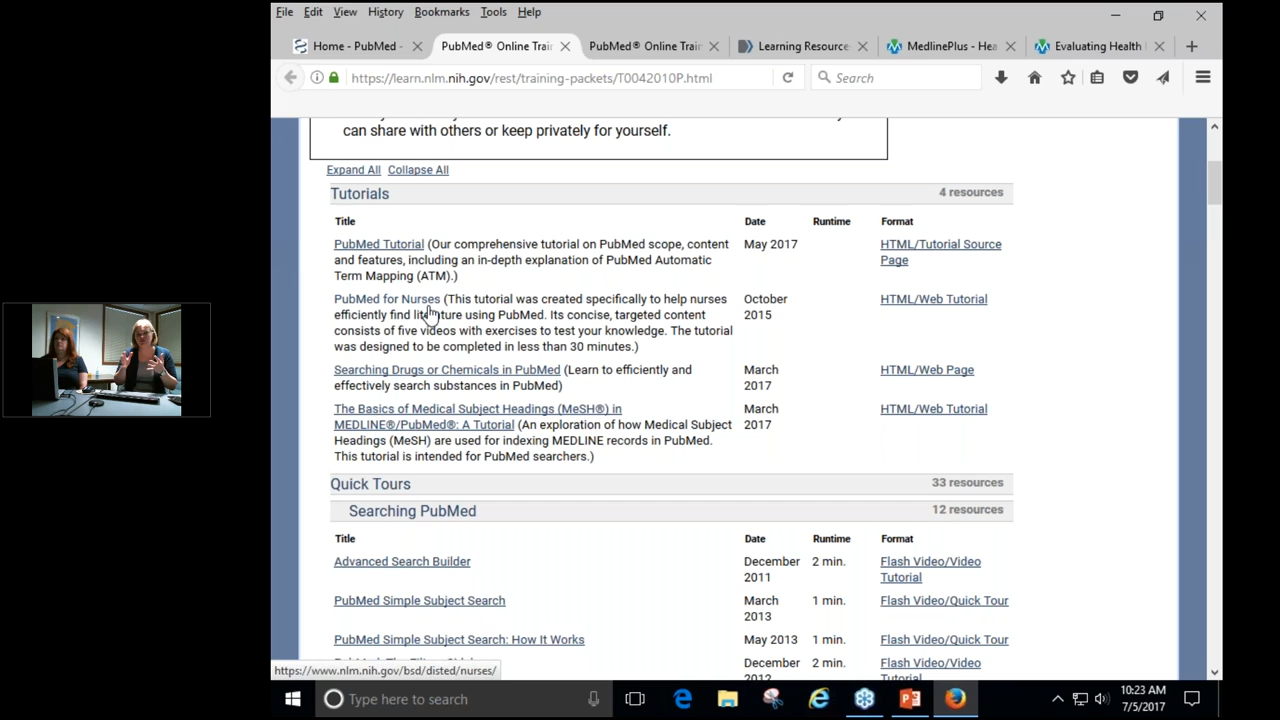 File Edit View History Bookmarks Tools Help
Home - PubMed - PubMed® Online Trair PubMed® Online Trair Learning Resource MedlinePlus - Hea Evaluating Health
https://learn.nlm.nih.gov/rest/training-packets/T0042010P.html Search
can share with others or keep privately for yourself.
Expand All Collapse All
Tutorials 4 resources
Title Date Runtime Format
PubMed Tutorial (Our comprehensive tutorial on PubMed scope, content May 2017 HTML/Tutorial Source
and features, including an in-depth explanation of PubMed Automatic Page
Term Mapping (ATM).)
PubMed for Nurses (This tutorial was created specifically to help nurses October HTML/Web Tutorial
efficiently find literature using PubMed. Its concise, targeted content 2015
consists of five videos with exercises to test your knowledge. The tutorial
was designed to be completed in less than 30 minutes.)
Searching Drugs or Chemicals in PubMed (Learn to efficiently and March HTML/Web Page
effectively search substances in PubMed) 2017
The Basics of Medical Subject Headings (MeSH®) in March HTML/Web Tutorial
MEDLINE®/PubMed®: A Tutorial (An exploration of how Medical Subject 2017
Headings (MeSH) are used for indexing MEDLINE records in PubMed.
This tutorial is intended for PubMed searchers.)
Quick Tours 33 resources
Searching PubMed 12 resources
Title Date Runtime Format
Advanced Search Builder December 2 min. Flash Video/Video
2011 Tutorial
PubMed Simple Subject Search March 1 min. Flash Video/Quick Tour
2013
PubMed Simple Subject Search: How It Works May 2013 1 min. Flash Video/Quick Tour
December 2 min. Flash Video/Video
2012 Tutorial
https://www.nlm.nih.gov/bsd/disted/nurses/
Type here to search 10:23 AM
7/5/2017